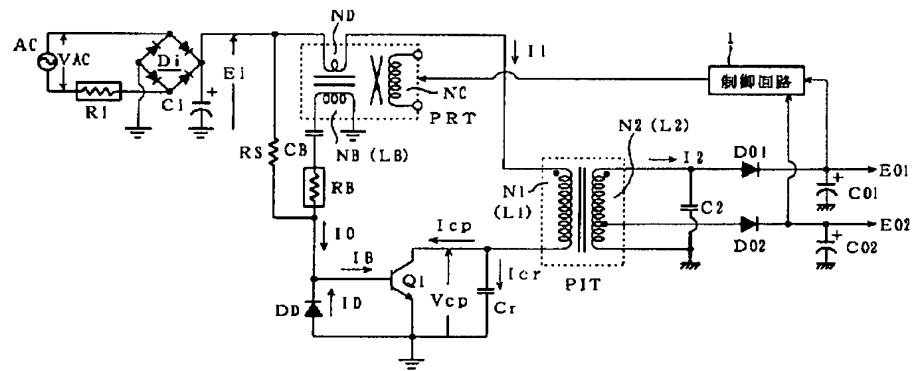 ND
1
AC
VAC
Di
E1
I1
制御回路
R1
C1
NC
PRT
RS
CB
NB (LB)
N2 (L2)
I2
D01
E01
RB
N1
(L1)
C2
C01
E02
D02
C02
IO
Icp
IB
Icr
PIT
Q1
Vcp
DD
ID
Cr